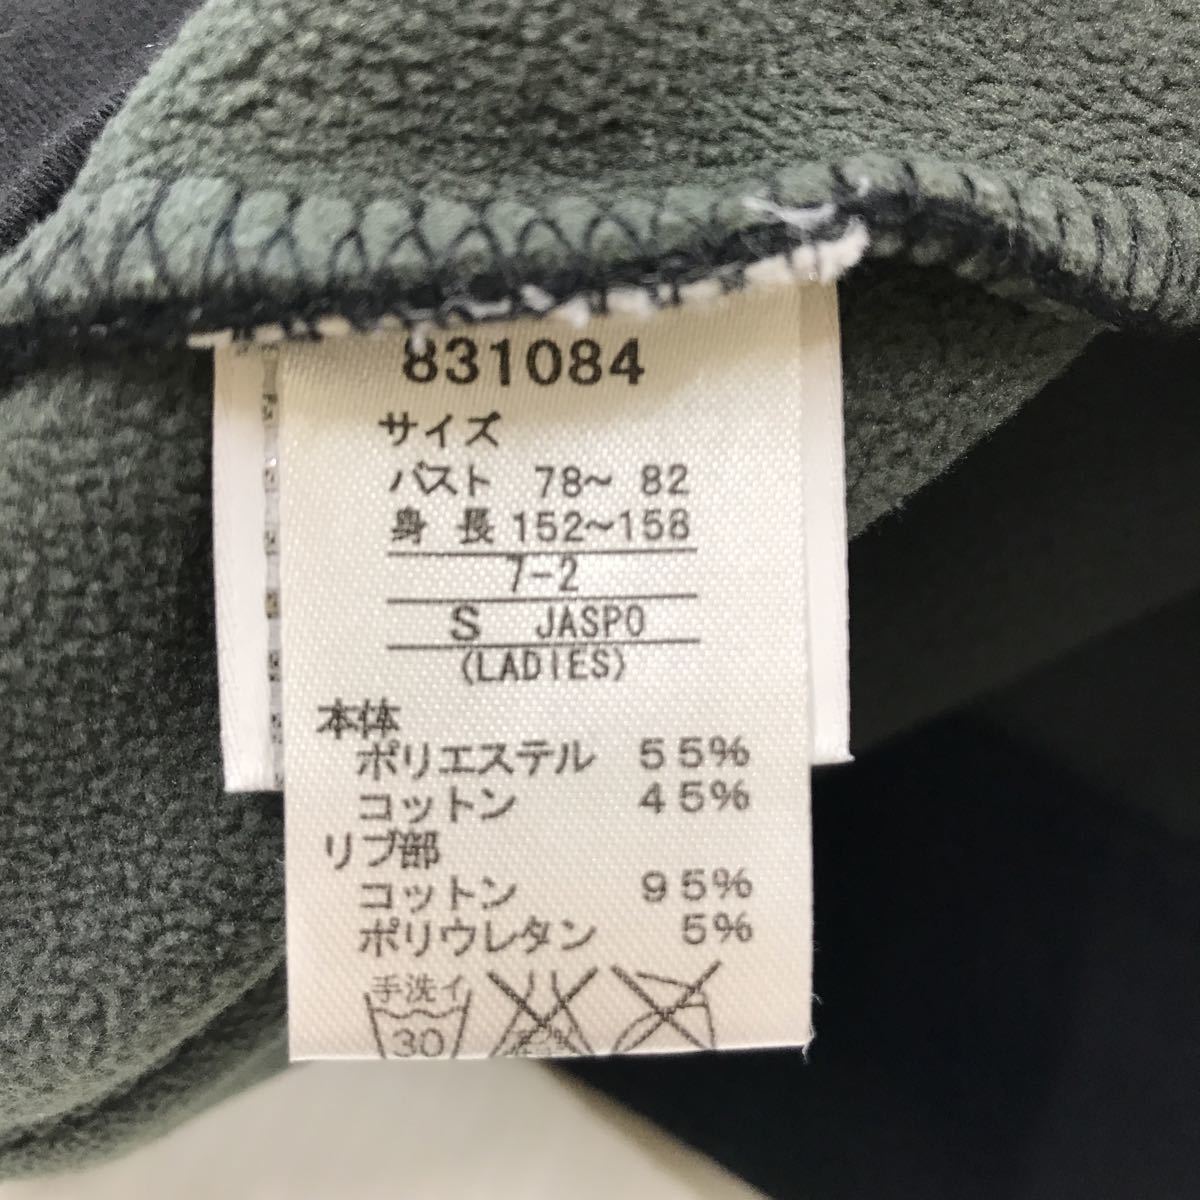 831084
サイズ
バスト 78～ 82
身 長 152～158
7-2
S JASPO
(LADIES)
本体
ポリエステル 55%
コットン 45%
リブ部
コットン 95%
ポリウレタン 5%
手洗イ
30